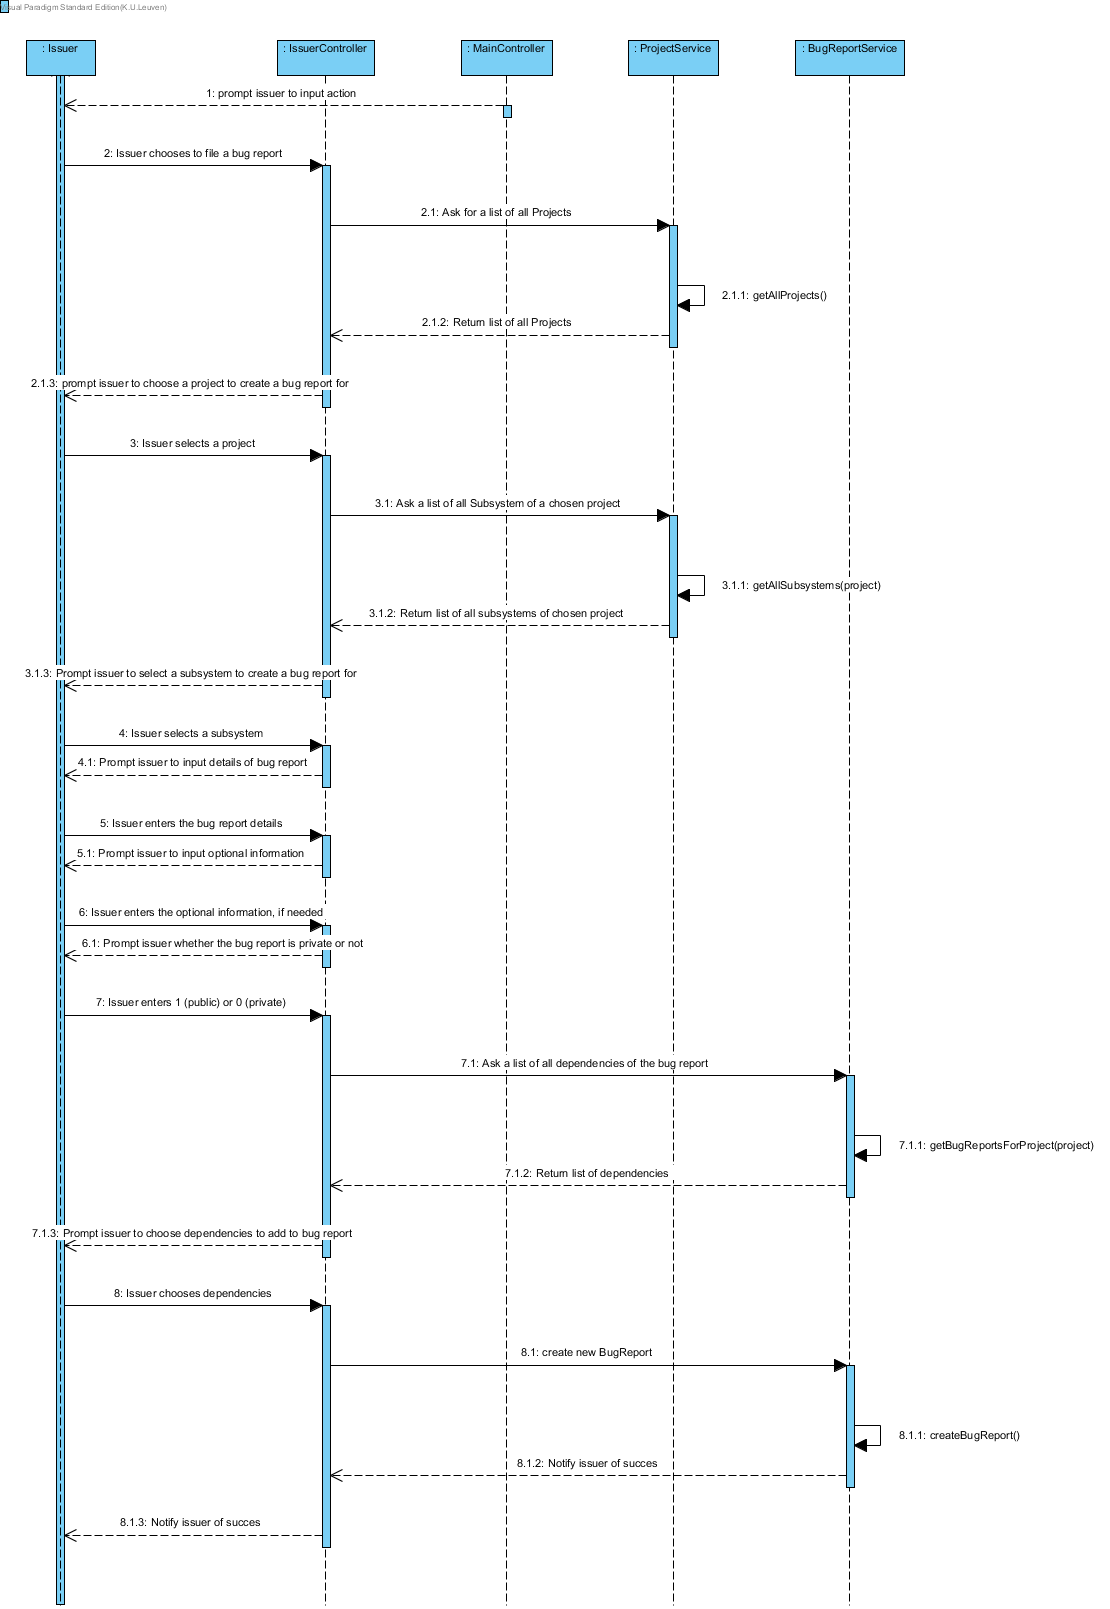 Visual Paradigm Standard Edition(K.U.Leuven)
: Issuer
: IssuerController
: MainController
: ProjectService
: BugReportService
1: prompt issuer to input action
2: Issuer chooses to file a bug report
2.1: Ask for a list of all Projects
2.1.1: getAllProjects()
2.1.2: Return list of all Projects
2.1.3: prompt issuer to choose a project to create a bug report for
3: Issuer selects a project
3.1: Ask a list of all Subsystem of a chosen project
3.1.1: getAllSubsystems(project)
3.1.2: Return list of all subsystems of chosen project
3.1.3: Prompt issuer to select a subsystem to create a bug report for
4: Issuer selects a subsystem
4.1: Prompt issuer to input details of bug report
5: Issuer enters the bug report details
5.1: Prompt issuer to input optional information
6: Issuer enters the optional information, if needed
6.1: Prompt issuer whether the bug report is private or not
7: Issuer enters 1 (public) or 0 (private)
7.1: Ask a list of all dependencies of the bug report
7.1.1: getBugReportsForProject(project)
7.1.2: Return list of dependencies
7.1.3: Prompt issuer to choose dependencies to add to bug report
8: Issuer chooses dependencies
8.1: create new BugReport
8.1.1: createBugReport()
8.1.2: Notify issuer of succes
8.1.3: Notify issuer of succes